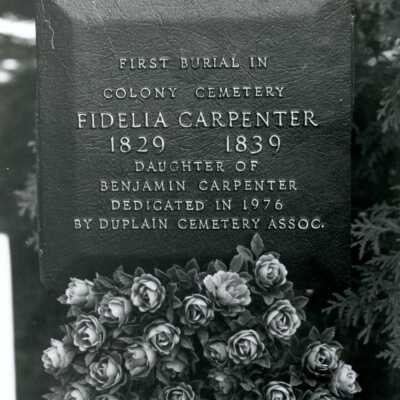 FIRST BURIAL IN
COLONY CEMETERY
FIDELIA CARPENTER
1829 1839
DAUGHTER OF
BENJAMIN CARPENTER
DEDICATED IN 1976
BY DUPLAIN CEMETERY ASSOC.